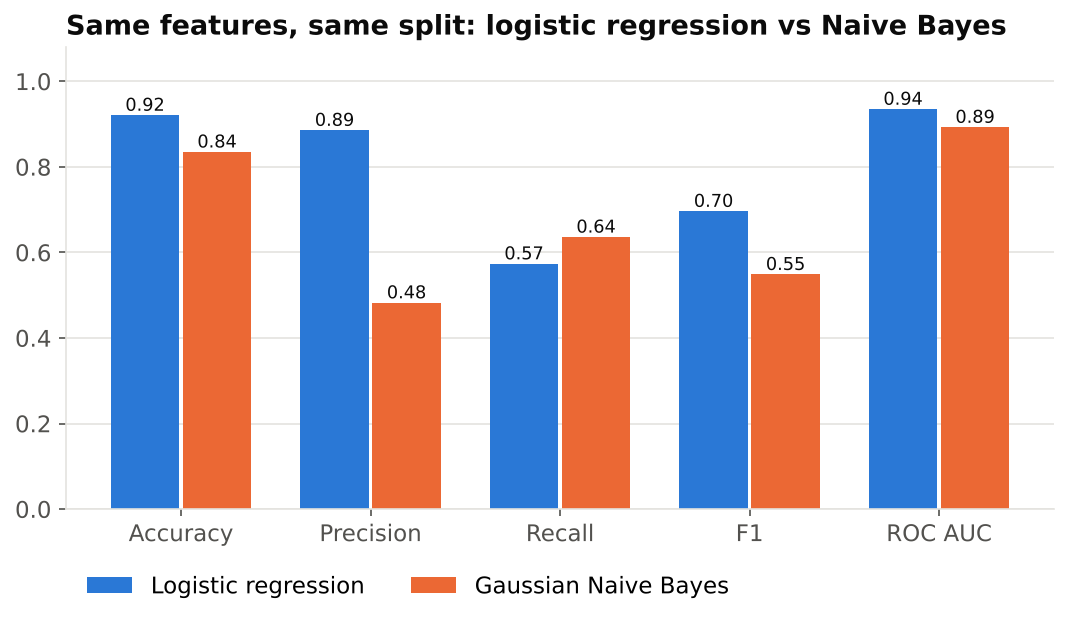 Same features, same split: logistic regression vs Naive Bayes
1.0
0.8
0.6
0.4
0.2
0.0
0.92
0.84
0.89
0.48
0.57
0.64
0.70
0.55
0.94
0.89
Accuracy
Precision
Recall
F1
ROC AUC
Logistic regression
Gaussian Naive Bayes